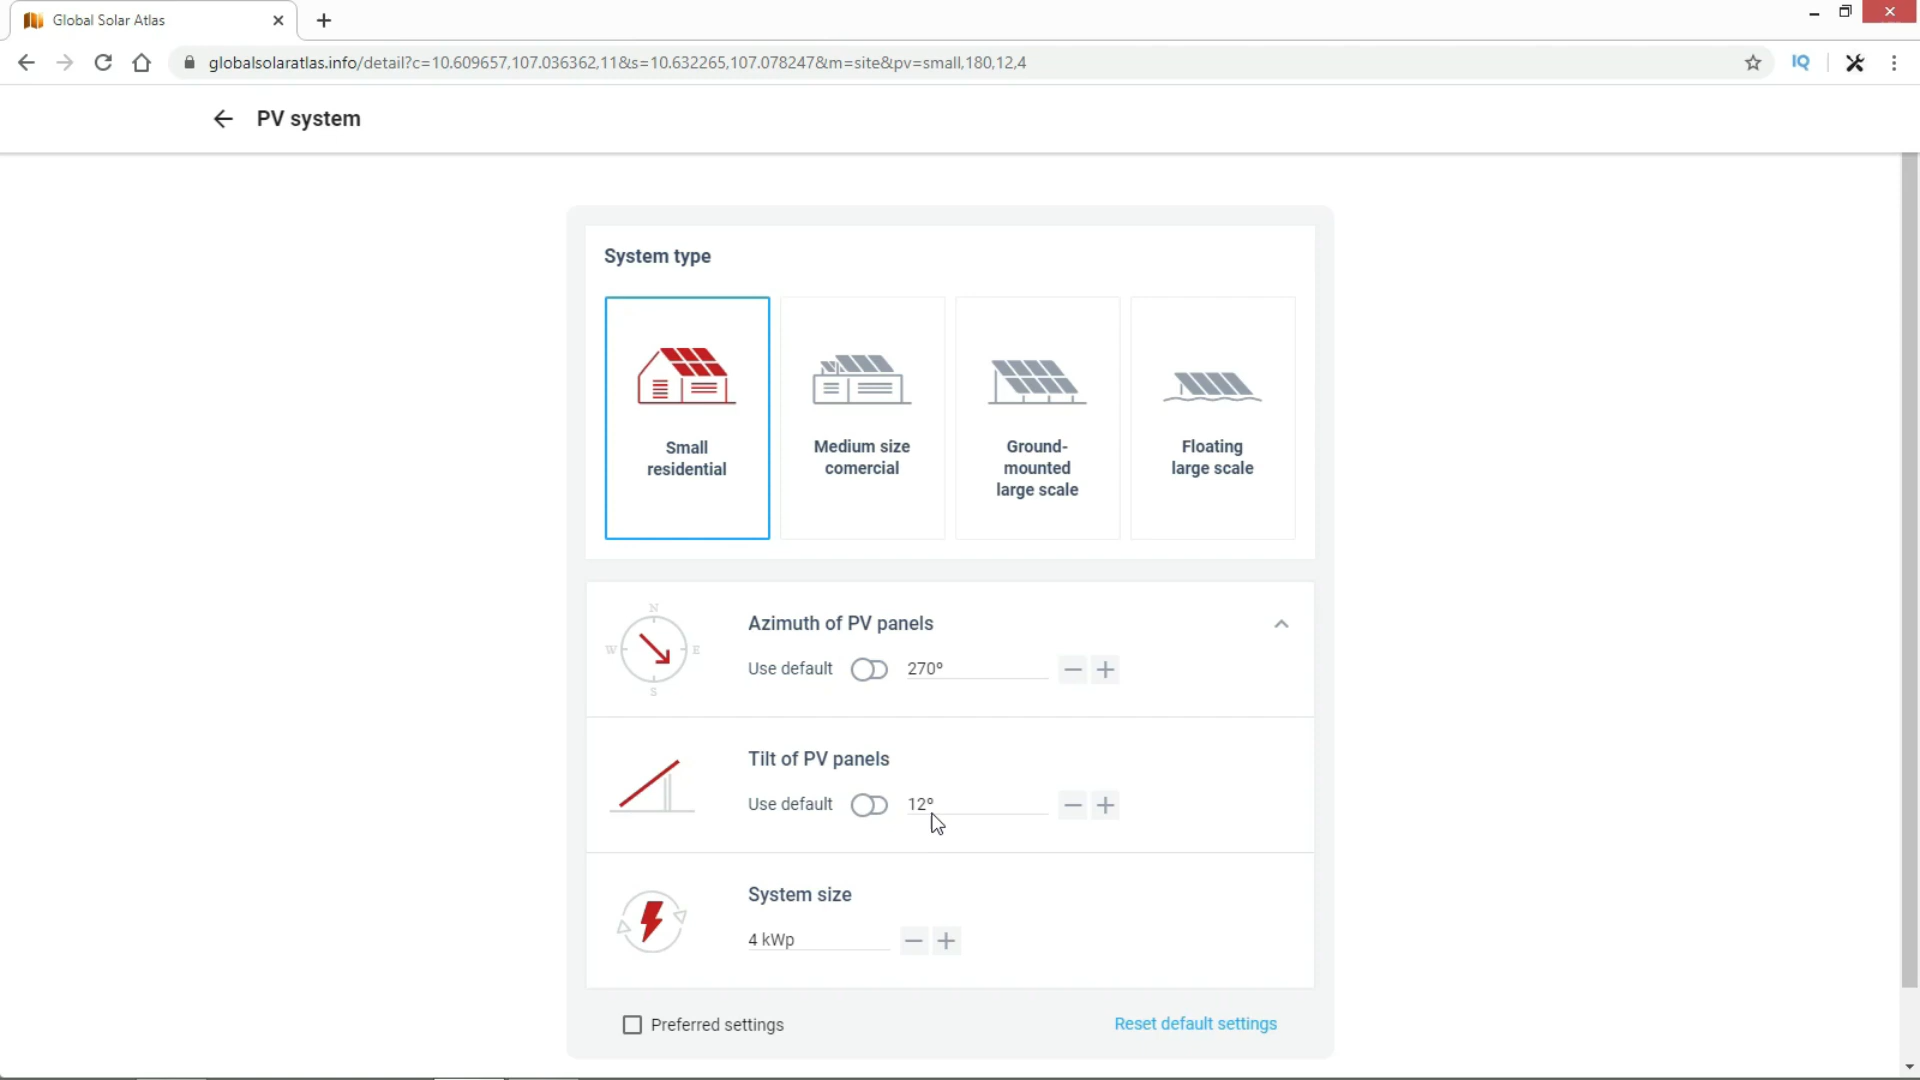 Global Solar Atlas
globalsolaratlas.info/detail?c=10.609657,107.036362,11&s=10.632265,107.078247&m=site&pv=small,180,12,4
IQ
PV system
System type
Small
residential
Medium size
comercial
Ground-
mounted
large scale
Floating
large scale
N
W
E
S
Azimuth of PV panels
Use default
270º
Tilt of PV panels
Use default
12º
System size
4 kWp
Preferred settings
Reset default settings